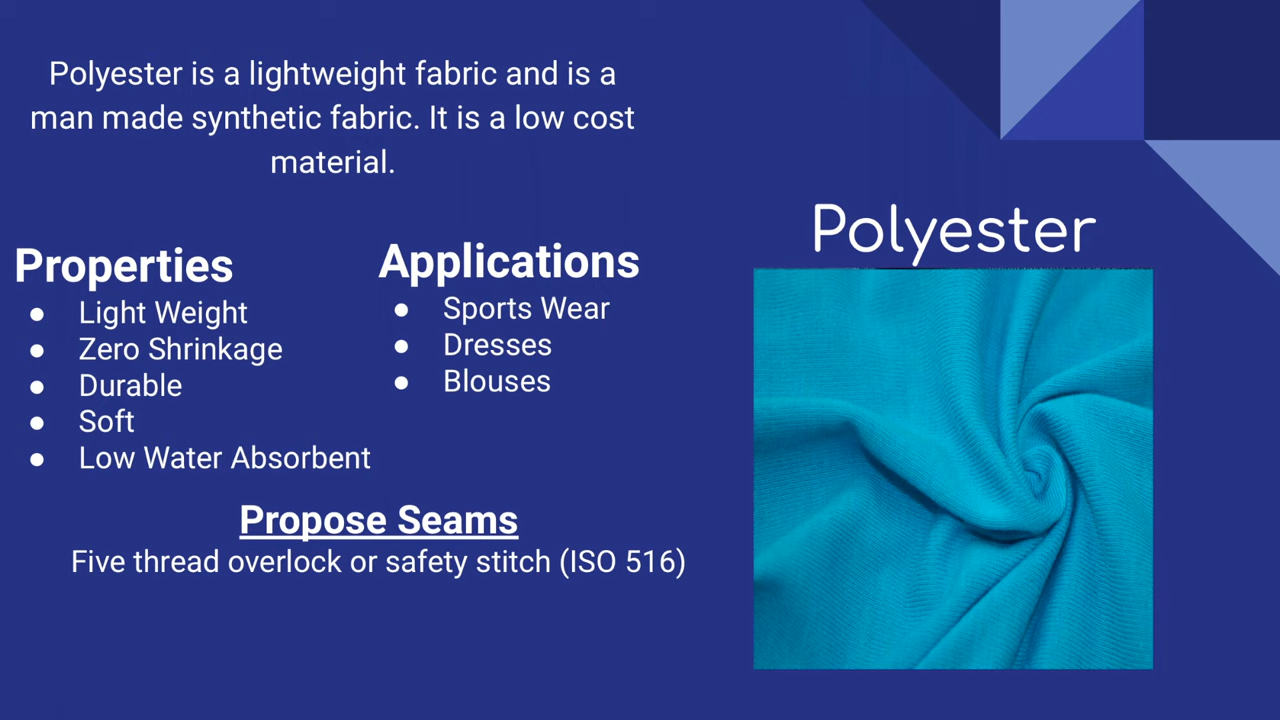 Polyester is a lightweight fabric and is a
man made synthetic fabric. It is a low cost
material.
Properties
● Light Weight
● Zero Shrinkage
● Durable
● Soft
● Low Water Absorbent
Applications
● Sports Wear
● Dresses
● Blouses
Propose Seams
Five thread overlock or safety stitch (ISO 516)
Polyester